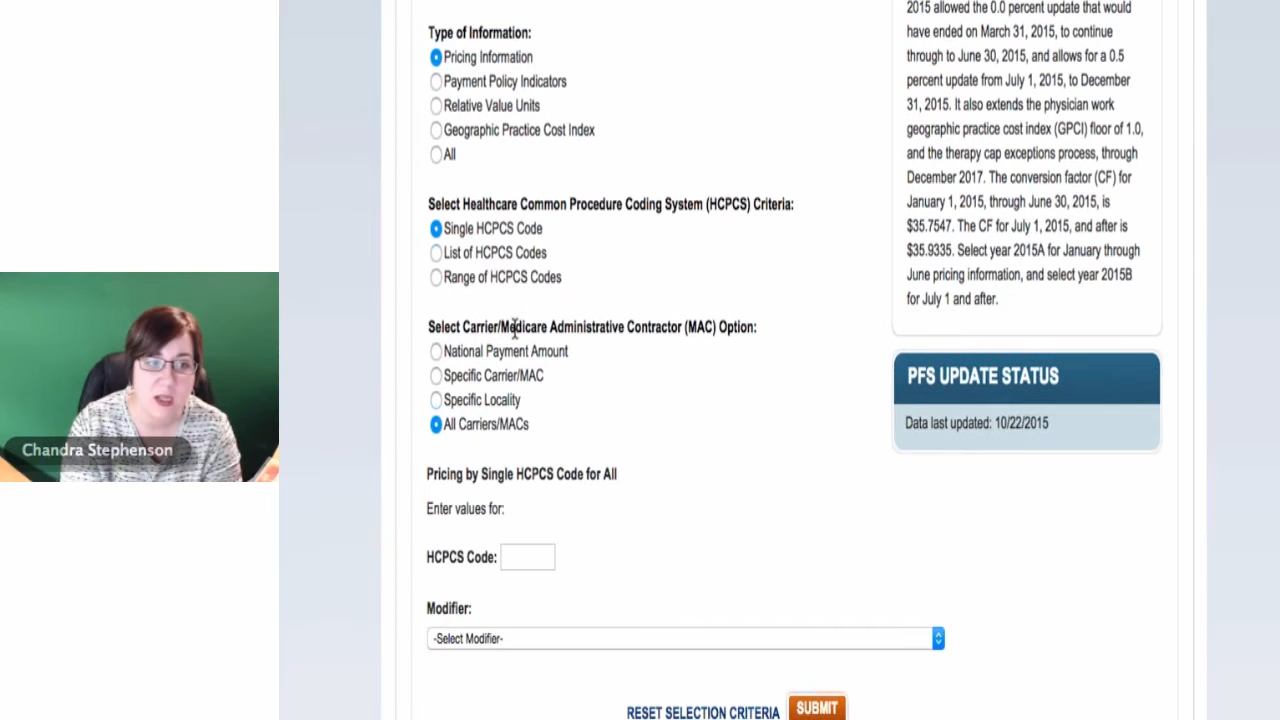 Type of Information:
Pricing Information
Payment Policy Indicators
Relative Value Units
Geographic Practice Cost Index
All
Select Healthcare Common Procedure Coding System (HCPCS) Criteria:
Single HCPCS Code
List of HCPCS Codes
Range of HCPCS Codes
Select Carrier/Medicare Administrative Contractor (MAC) Option:
National Payment Amount
Specific Carrier/MAC
Specific Locality
All Carriers/MACs
Pricing by Single HCPCS Code for All
Enter values for:
HCPCS Code:
Modifier:
-Select Modifier-
RESET SELECTION CRITERIA
SUBMIT
2015 allowed the 0.0 percent update that would
have ended on March 31, 2015, to continue
through to June 30, 2015, and allows for a 0.5
percent update from July 1, 2015, to December
31, 2015. It also extends the physician work
geographic practice cost index (GPCI) floor of 1.0,
and the therapy cap exceptions process, through
December 2017. The conversion factor (CF) for
January 1, 2015, through June 30, 2015, is
$35.7547. The CF for July 1, 2015, and after is
$35.9335. Select year 2015A for January through
June pricing information, and select year 2015B
for July 1 and after.
PFS UPDATE STATUS
Data last updated: 10/22/2015
Chandra Stephenson